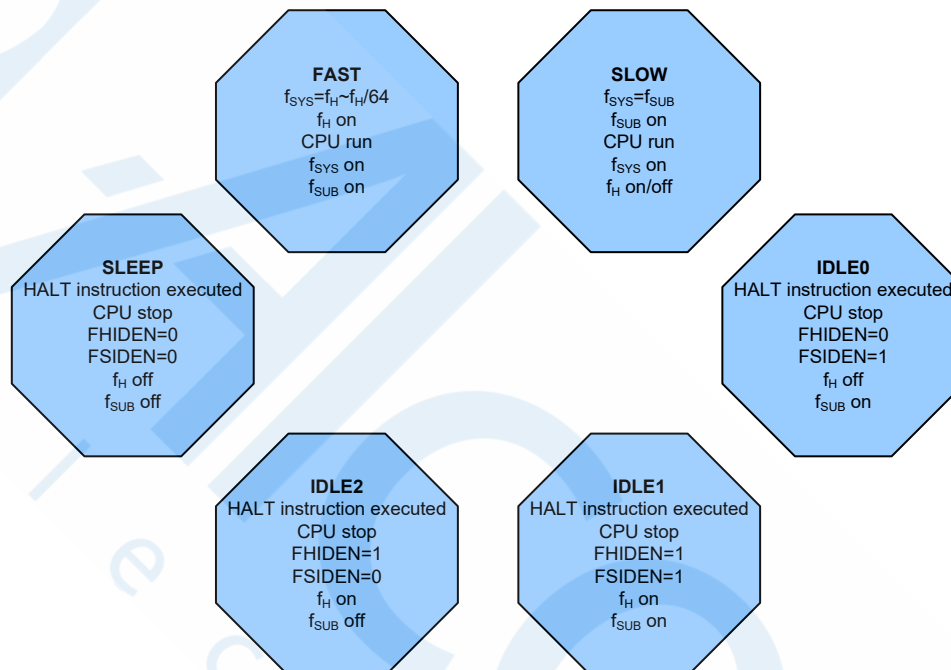 FAST
fSYS=fH~fH/64
fH on
CPU run
fSYS on
fSUB on
SLOW
fSYS=fSUB
fSUB on
CPU run
fSYS on
fH on/off
SLEEP
HALT instruction executed
CPU stop
FHIDEN=0
FSIDEN=0
fH off
fSUB off
IDLE0
HALT instruction executed
CPU stop
FHIDEN=0
FSIDEN=1
fH off
fSUB on
IDLE2
HALT instruction executed
CPU stop
FHIDEN=1
FSIDEN=0
fH on
fSUB off
IDLE1
HALT instruction executed
CPU stop
FHIDEN=1
FSIDEN=1
fH on
fSUB on